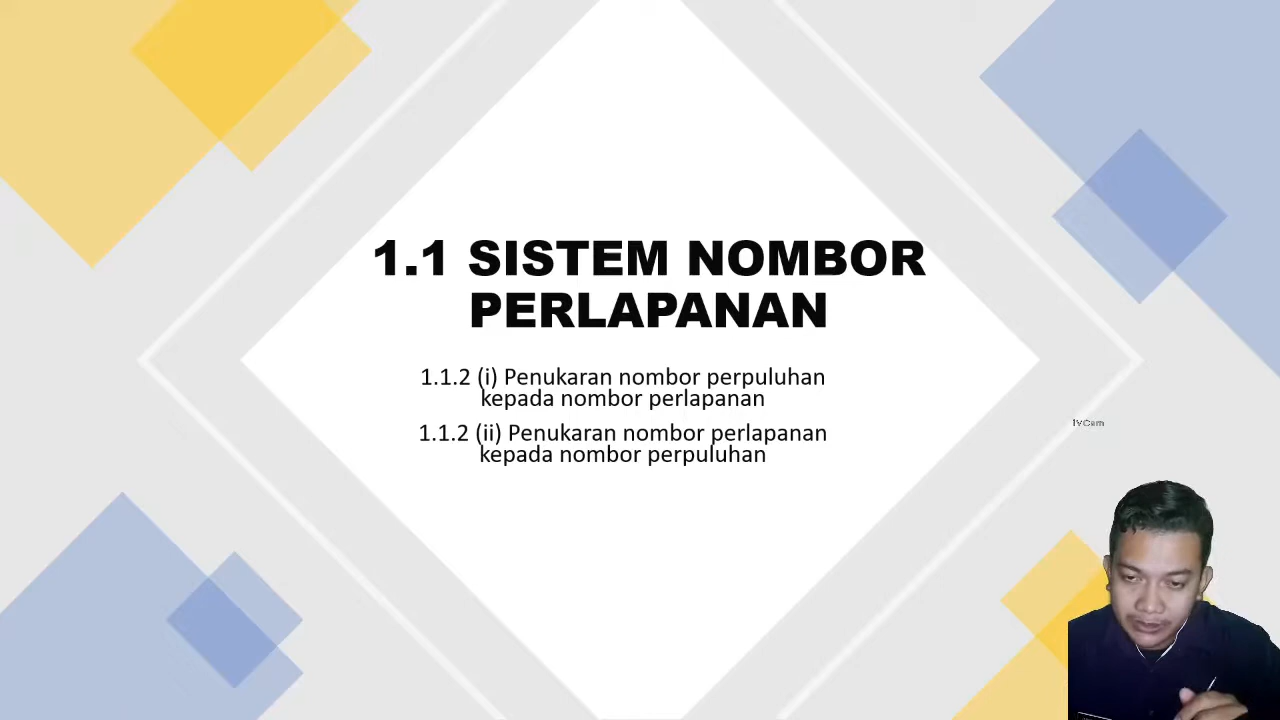 1.1 SISTEM NOMBOR
PERLAPANAN
1.1.2 (i) Penukaran nombor perpuluhan
kepada nombor perlapanan
1.1.2 (ii) Penukaran nombor perlapanan
kepada nombor perpuluhan
iVCam